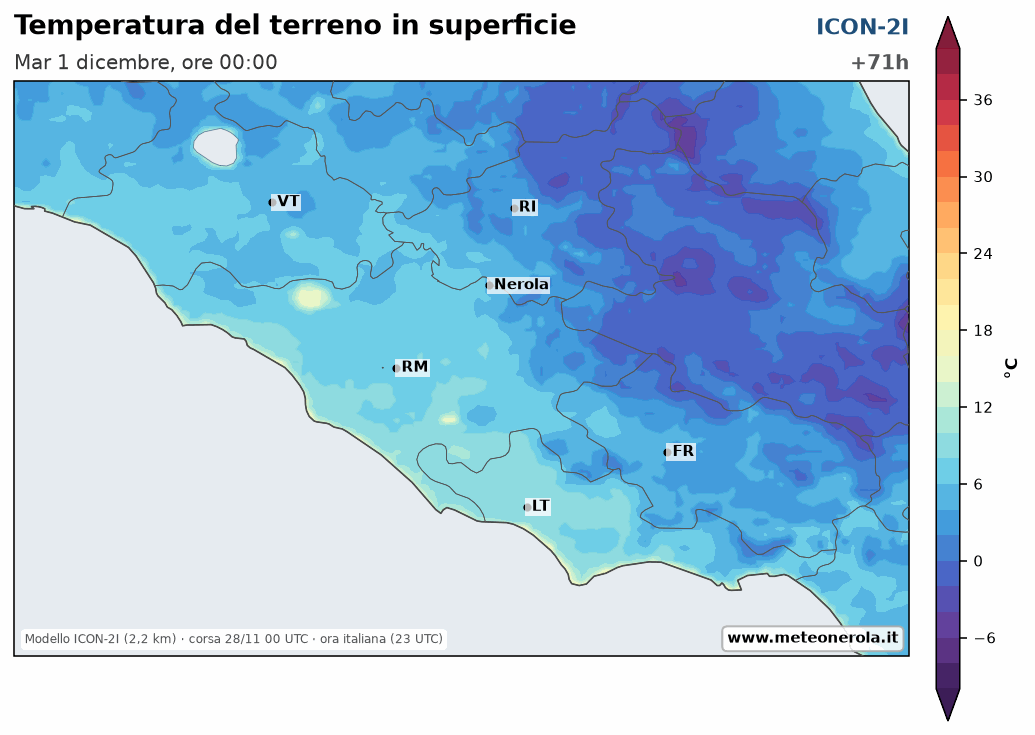 Temperatura del terreno in superficie
ICON-2I
Mar 1 dicembre, ore 00:00
+71h
VT
RI
Nerola
RM
FR
LT
36
30
24
18
12
6
0
−6
°C
Modello ICON-2I (2,2 km) · corsa 28/11 00 UTC · ora italiana (23 UTC)
www.meteonerola.it